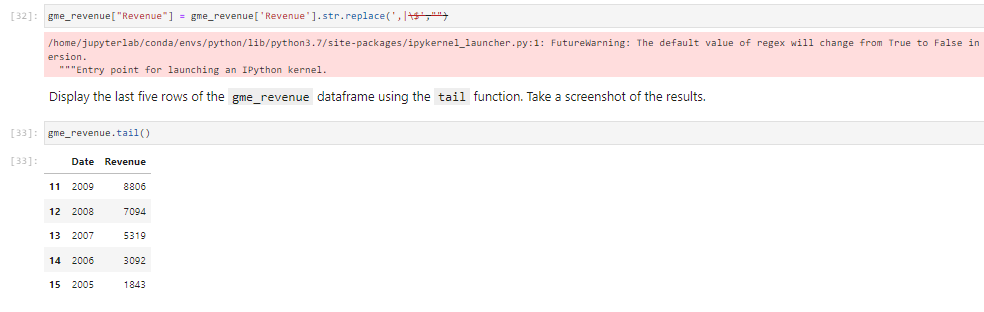 [32]: gme_revenue["Revenue"] = gme_revenue['Revenue'].str.replace(',|\$',"")
/home/jupyterlab/conda/envs/python/lib/python3.7/site-packages/ipykernel_launcher.py:1: FutureWarning: The default value of regex will change from True to False in
ersion.
"""Entry point for launching an IPython kernel.
Display the last five rows of the gme_revenue dataframe using the tail function. Take a screenshot of the results.
[33]: gme_revenue.tail()
[33]: Date Revenue
11 2009 8806
12 2008 7094
13 2007 5319
14 2006 3092
15 2005 1843